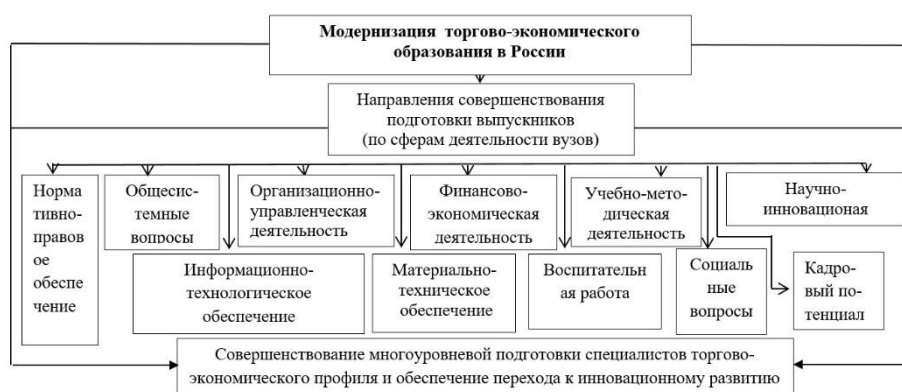 Модернизация торгово-экономического
образования в России
Направления совершенствования
подготовки выпускников
(по сферам деятельности вузов)
Норма
тивно-
правов
ое
обеспе
чение
Общесис-
темные
вопросы
Организационно-
управленческая
деятельность
Финансово-
экономическая
деятельность
Учебно-мето-
дическая
деятельность
Научно-
инновационая
Информационно-
технологическое
обеспечение
Материально-
техническое
обеспечение
Воспитательн
ая работа
Социаль
ные
вопросы
Кадро-
вый по-
тенциал
Совершенствование многоуровневой подготовки специалистов торгово-
экономического профиля и обеспечение перехода к инновационному развитию